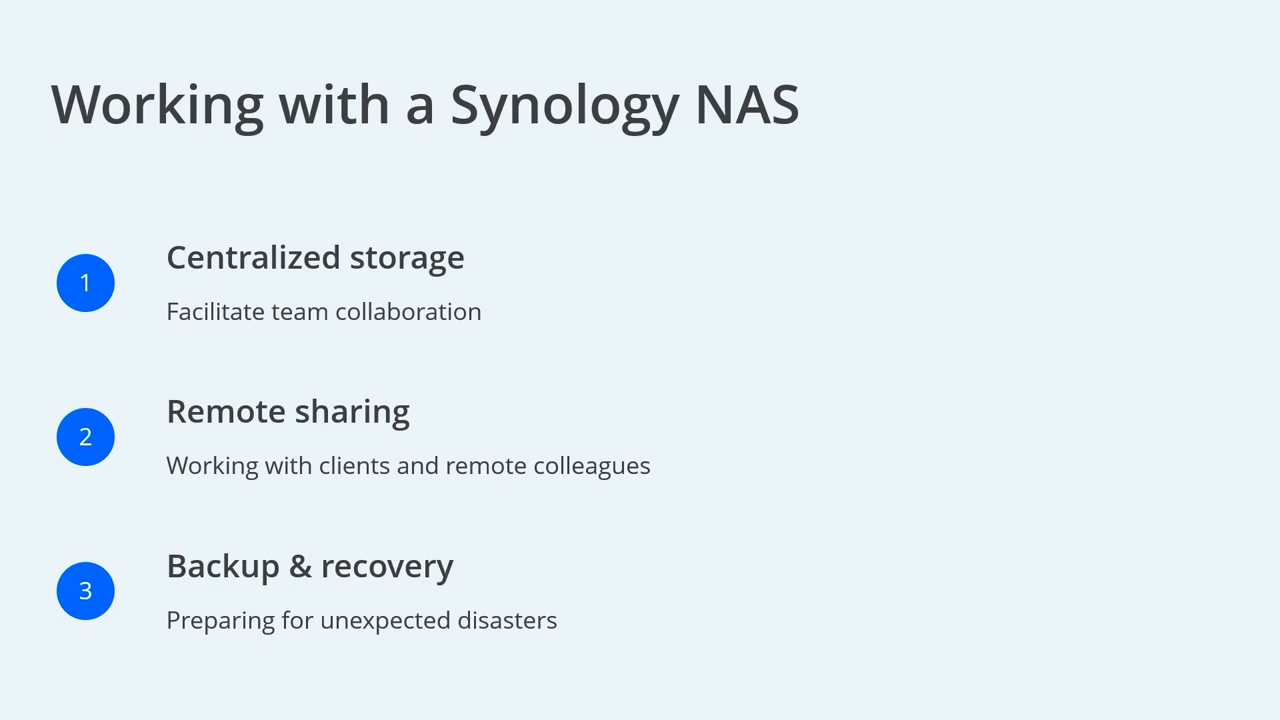 Working with a Synology NAS
1
Centralized storage
Facilitate team collaboration
2
Remote sharing
Working with clients and remote colleagues
3
Backup & recovery
Preparing for unexpected disasters